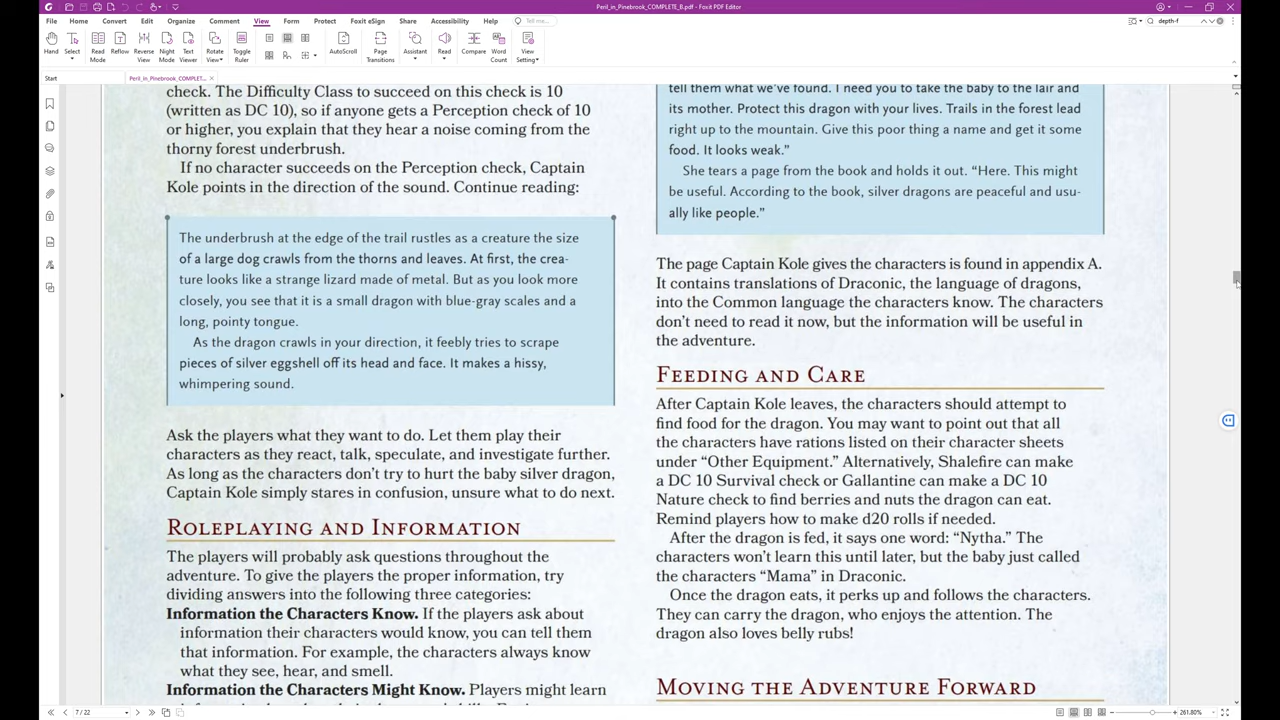 Peril_in_Pinebrook_COMPLETE_B.pdf - Foxit PDF Editor
File Home Convert Edit Organize Comment View Form Protect Foxit eSign Share Accessibility Help Tell me... depth-f
Hand Select Read Mode Reflow Reverse View Night Mode Text Viewer Rotate View Toggle Ruler AutoScroll Page Transitions Assistant Read Compare Word Count View Setting
Start Peril_in_Pinebrook_COMPLET...
check. The Difficulty Class to succeed on this check is 10
(written as DC 10), so if anyone gets a Perception check of 10
or higher, you explain that they hear a noise coming from the
thorny forest underbrush.
If no character succeeds on the Perception check, Captain
Kole points in the direction of the sound. Continue reading:
The underbrush at the edge of the trail rustles as a creature the size
of a large dog crawls from the thorns and leaves. At first, the crea-
ture looks like a strange lizard made of metal. But as you look more
closely, you see that it is a small dragon with blue-gray scales and a
long, pointy tongue.
As the dragon crawls in your direction, it feebly tries to scrape
pieces of silver eggshell off its head and face. It makes a hissy,
whimpering sound.
Ask the players what they want to do. Let them play their
characters as they react, talk, speculate, and investigate further.
As long as the characters don’t try to hurt the baby silver dragon,
Captain Kole simply stares in confusion, unsure what to do next.
Roleplaying and Information
The players will probably ask questions throughout the
adventure. To give the players the proper information, try
dividing answers into the following three categories:
Information the Characters Know. If the players ask about
information their characters would know, you can tell them
that information. For example, the characters always know
what they see, hear, and smell.
Information the Characters Might Know. Players might learn
tell them what we’ve found. I need you to take the baby to the lair and
its mother. Protect this dragon with your lives. Trails in the forest lead
right up to the mountain. Give this poor thing a name and get it some
food. It looks weak.”
She tears a page from the book and holds it out. “Here. This might
be useful. According to the book, silver dragons are peaceful and usu-
ally like people.”
The page Captain Kole gives the characters is found in appendix A.
It contains translations of Draconic, the language of dragons,
into the Common language the characters know. The characters
don’t need to read it now, but the information will be useful in
the adventure.
Feeding and Care
After Captain Kole leaves, the characters should attempt to
find food for the dragon. You may want to point out that all
the characters have rations listed on their character sheets
under “Other Equipment.” Alternatively, Shalefire can make
a DC 10 Survival check or Gallantine can make a DC 10
Nature check to find berries and nuts the dragon can eat.
Remind players how to make d20 rolls if needed.
After the dragon is fed, it says one word: “Nytha.” The
characters won’t learn this until later, but the baby just called
the characters “Mama” in Draconic.
Once the dragon eats, it perks up and follows the characters.
They can carry the dragon, who enjoys the attention. The
dragon also loves belly rubs!
Moving the Adventure Forward
7 / 22 261.80%